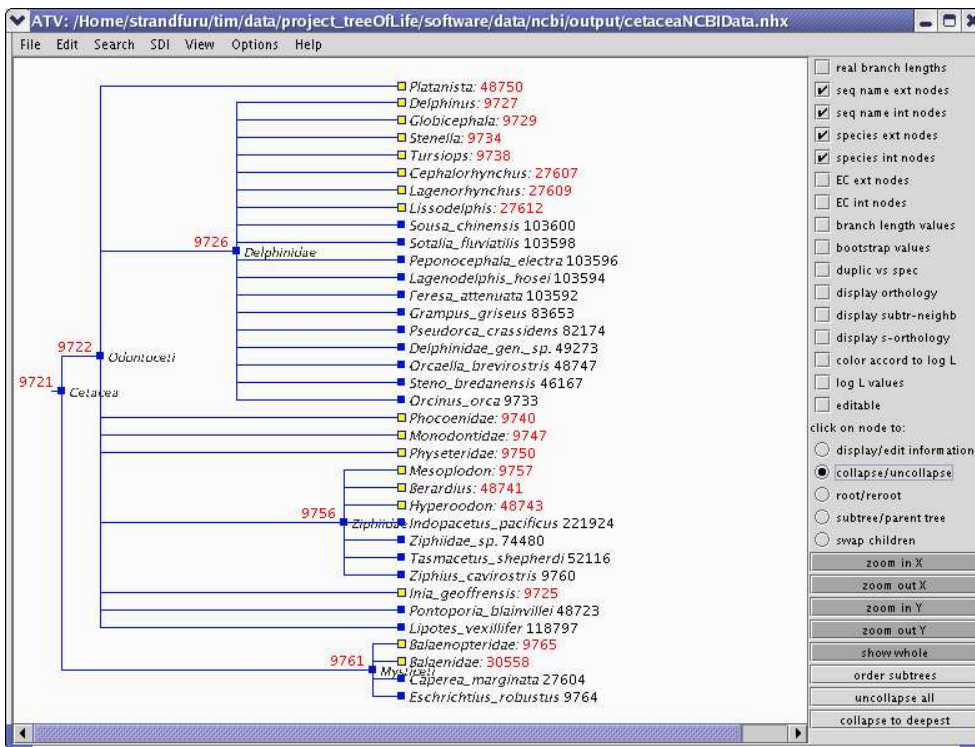 ATV: /Home/strandfuru/tim/data/project_treeOfLife/software/data/ncbi/output/cetaceaNCBIData.nhx
File Edit Search SDI View Options Help
Platanista: 48750
Delphinus: 9727
Globicephala: 9729
Stenella: 9734
Tursiops: 9738
Cephalorhynchus: 27607
Lagenorhynchus: 27609
Lissodelphis: 27612
Sousa_chinensis 103600
9726 Delphinidae
Sotalia_fluviatilis 103598
Peponocephala_electra 103596
Lagenodelphis_hosei 103594
Feresa_attenuata 103592
Grampus_griseus 83653
Pseudorca_crassidens 82174
Delphinidae_gen._sp. 49273
9722 Odontoceti
Orcaella_brevirostris 48747
Steno_bredanensis 46167
9721 Cetacea
Orcinus_orca 9733
Phocoenidae: 9740
Monodontidae: 9747
Physeteridae: 9750
Mesoplodon: 9757
Berardius: 48741
Hyperoodon: 48743
9756 Ziphiidae
Indopacetus_pacificus 221924
Ziphiidae_sp. 74480
Tasmacetus_shepherdi 52116
Ziphius_cavirostris 9760
Inia_geoffrensis: 9725
Pontoporia_blainvillei 48723
Lipotes_vexillifer 118797
Balaenopteridae: 9765
9761 Mysticeti
Balaenidae: 30558
Caperea_marginata 27604
Eschrichtius_robustus 9764
real branch lengths
seq name ext nodes
seq name int nodes
species ext nodes
species int nodes
EC ext nodes
EC int nodes
branch length values
bootstrap values
duplic vs spec
display orthology
display subtr-neighb
display s-orthology
color accord to log L
log L values
editable
click on node to:
display/edit information
collapse/uncollapse
root/reroot
subtree/parent tree
swap children
zoom in X
zoom out X
zoom in Y
zoom out Y
show whole
order subtrees
uncollapse all
collapse to deepest